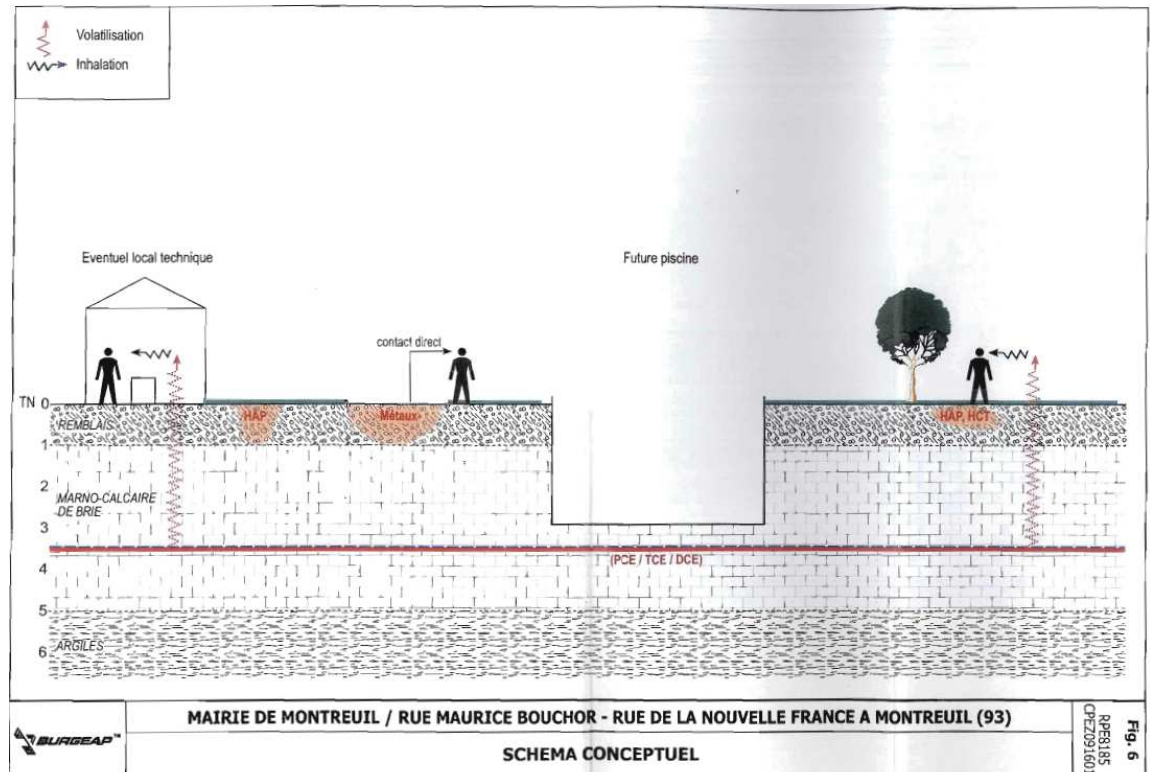 Volatilisation
Inhalation
Eventuel local technique
Future piscine
contact direct
TN 0
HAP
Métaux
HAP, HCT
REMBLAIS
1
2
MARNO-CALCAIRE
DE BRIE
3
(PCE / TCE / DCE)
4
5
ARGILES
6
BURGEAP™
MAIRIE DE MONTREUIL / RUE MAURICE BOUCHOR - RUE DE LA NOUVELLE FRANCE A MONTREUIL (93)
SCHEMA CONCEPTUEL
RPE8185
CPEZ091601
Fig. 6